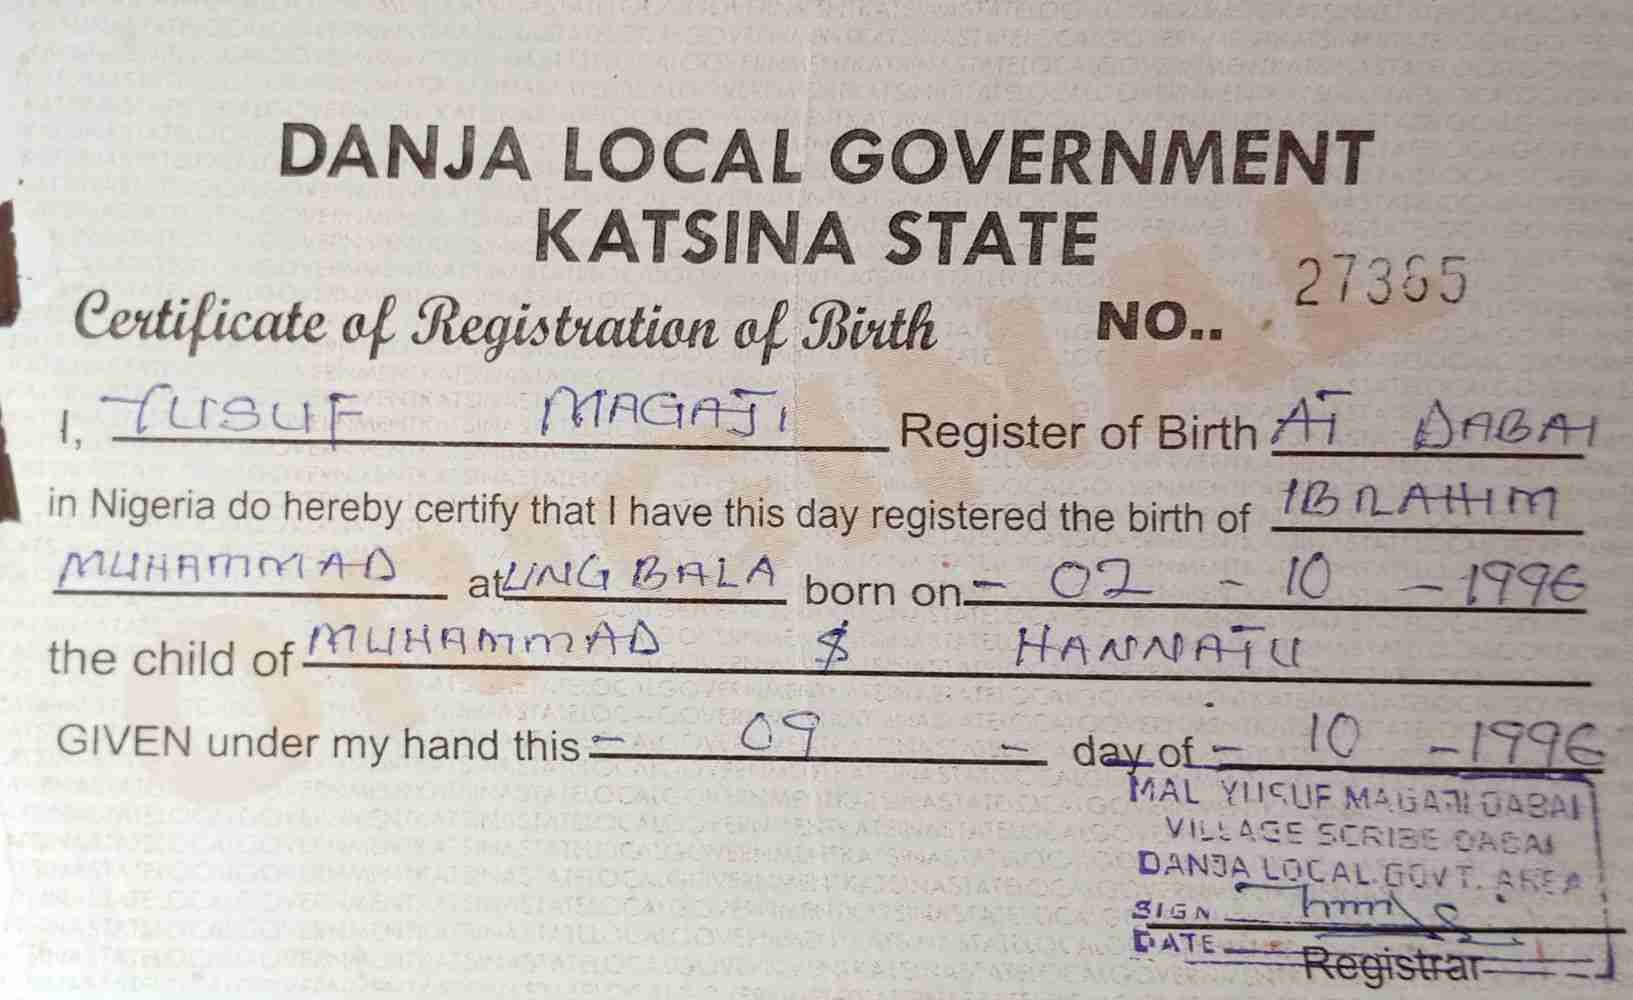 DANJA LOCAL GOVERNMENT
KATSINA STATE
Certificate of Registration of Birth NO.. 27365
I, YUSUF MAGAJI Register of Birth AT DABAI
in Nigeria do hereby certify that I have this day registered the birth of IBRAHIM
MUHAMMAD at UNG BALA born on - 02 - 10 - 1996
the child of MUHAMMAD $ HANNATU
GIVEN under my hand this - 09 - day of - 10 - 1996
MAL YUSUF MAGAJI DABAI
VILLAGE SCRIBE DABAI
DANJA LOCAL GOVT. AREA
SIGN
DATE
Registrar
ORIGINAL